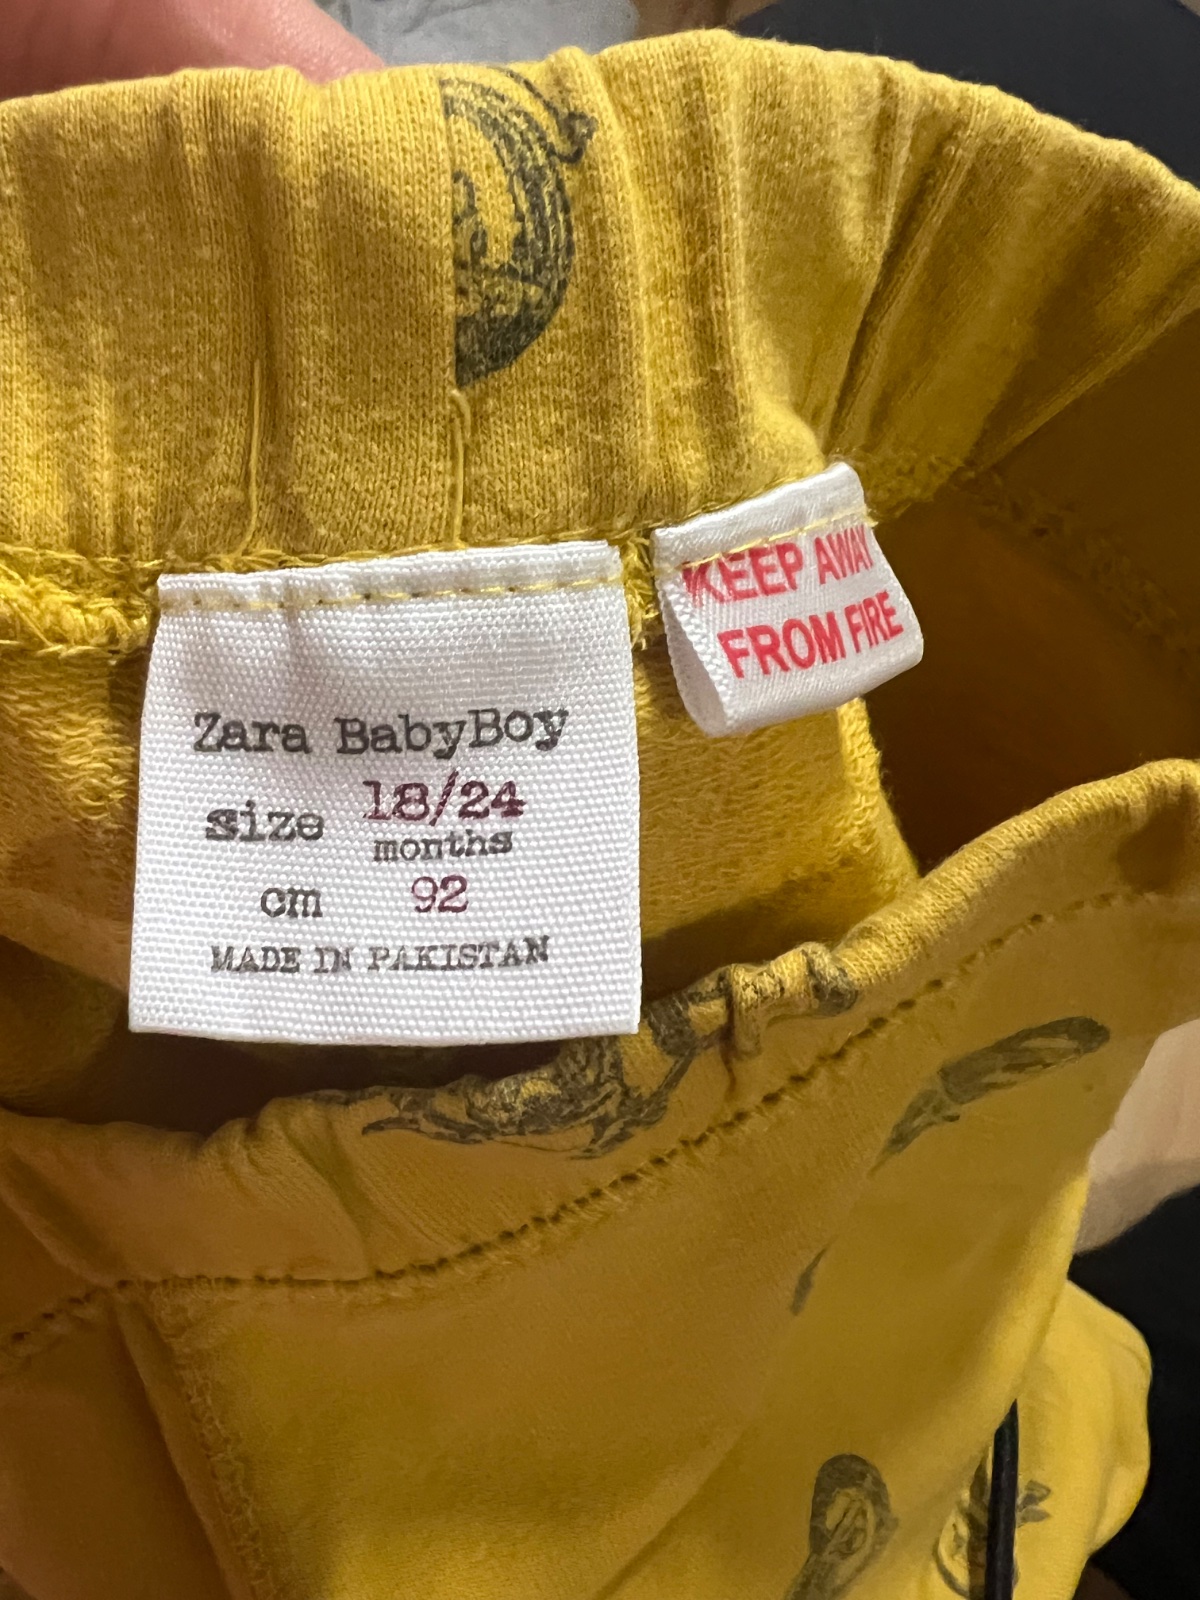 Zara BabyBoy
size 18/24
months
cm 92
MADE IN PAKISTAN
KEEP AWAY
FROM FIRE